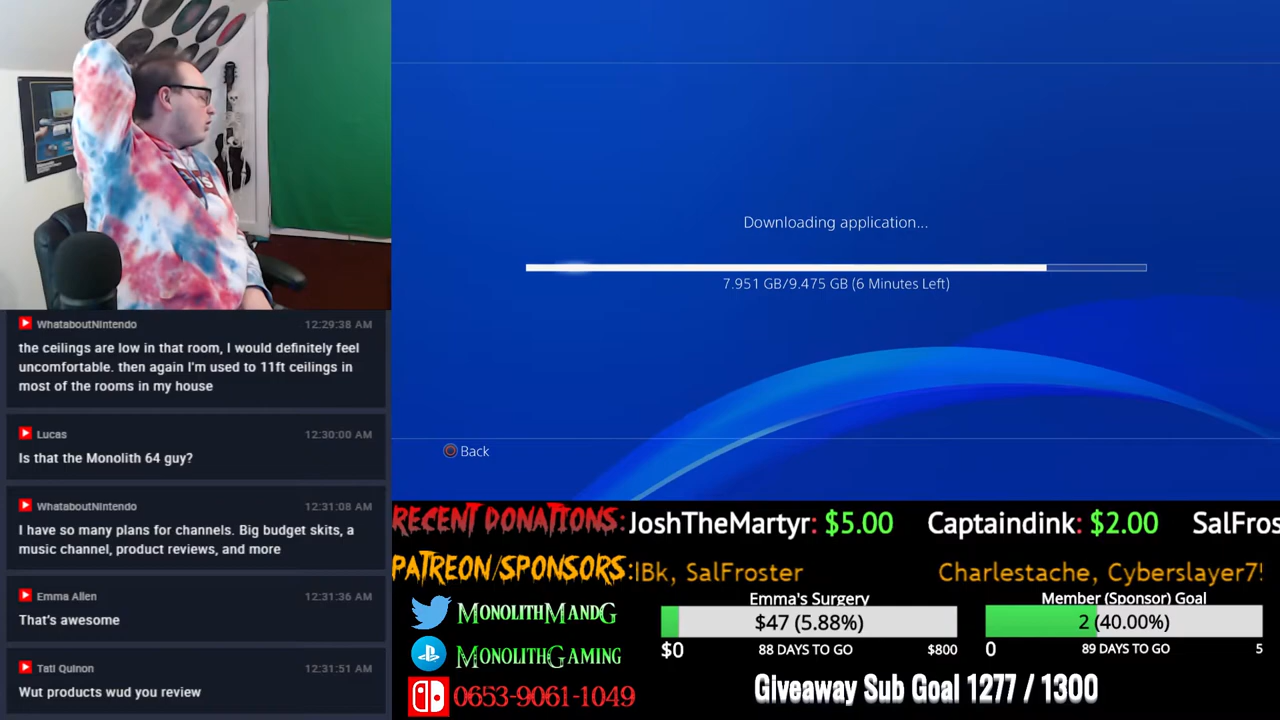 Downloading application...
7.951 GB/9.475 GB (6 Minutes Left)
Back
WhataboutNintendo 12:29:38 AM
the ceilings are low in that room, I would definitely feel
uncomfortable. then again I'm used to 11ft ceilings in
most of the rooms in my house
Lucas 12:30:00 AM
Is that the Monolith 64 guy?
WhataboutNintendo 12:31:08 AM
I have so many plans for channels. Big budget skits, a
music channel, product reviews, and more
Emma Allen 12:31:36 AM
That's awesome
Tati Quinon 12:31:51 AM
Wut products wud you review
RECENT DONATIONS: JoshTheMartyr: $5.00 Captaindink: $2.00 SalFros
PATREON/SPONSORS: IBk, SalFroster Charlestache, Cyberslayer7!
MonolithMandG
MonolithGaming
0653-9061-1049
Emma's Surgery
$47 (5.88%)
$0 88 DAYS TO GO $800
Member (Sponsor) Goal
2 (40.00%)
0 89 DAYS TO GO 5
Giveaway Sub Goal 1277 / 1300